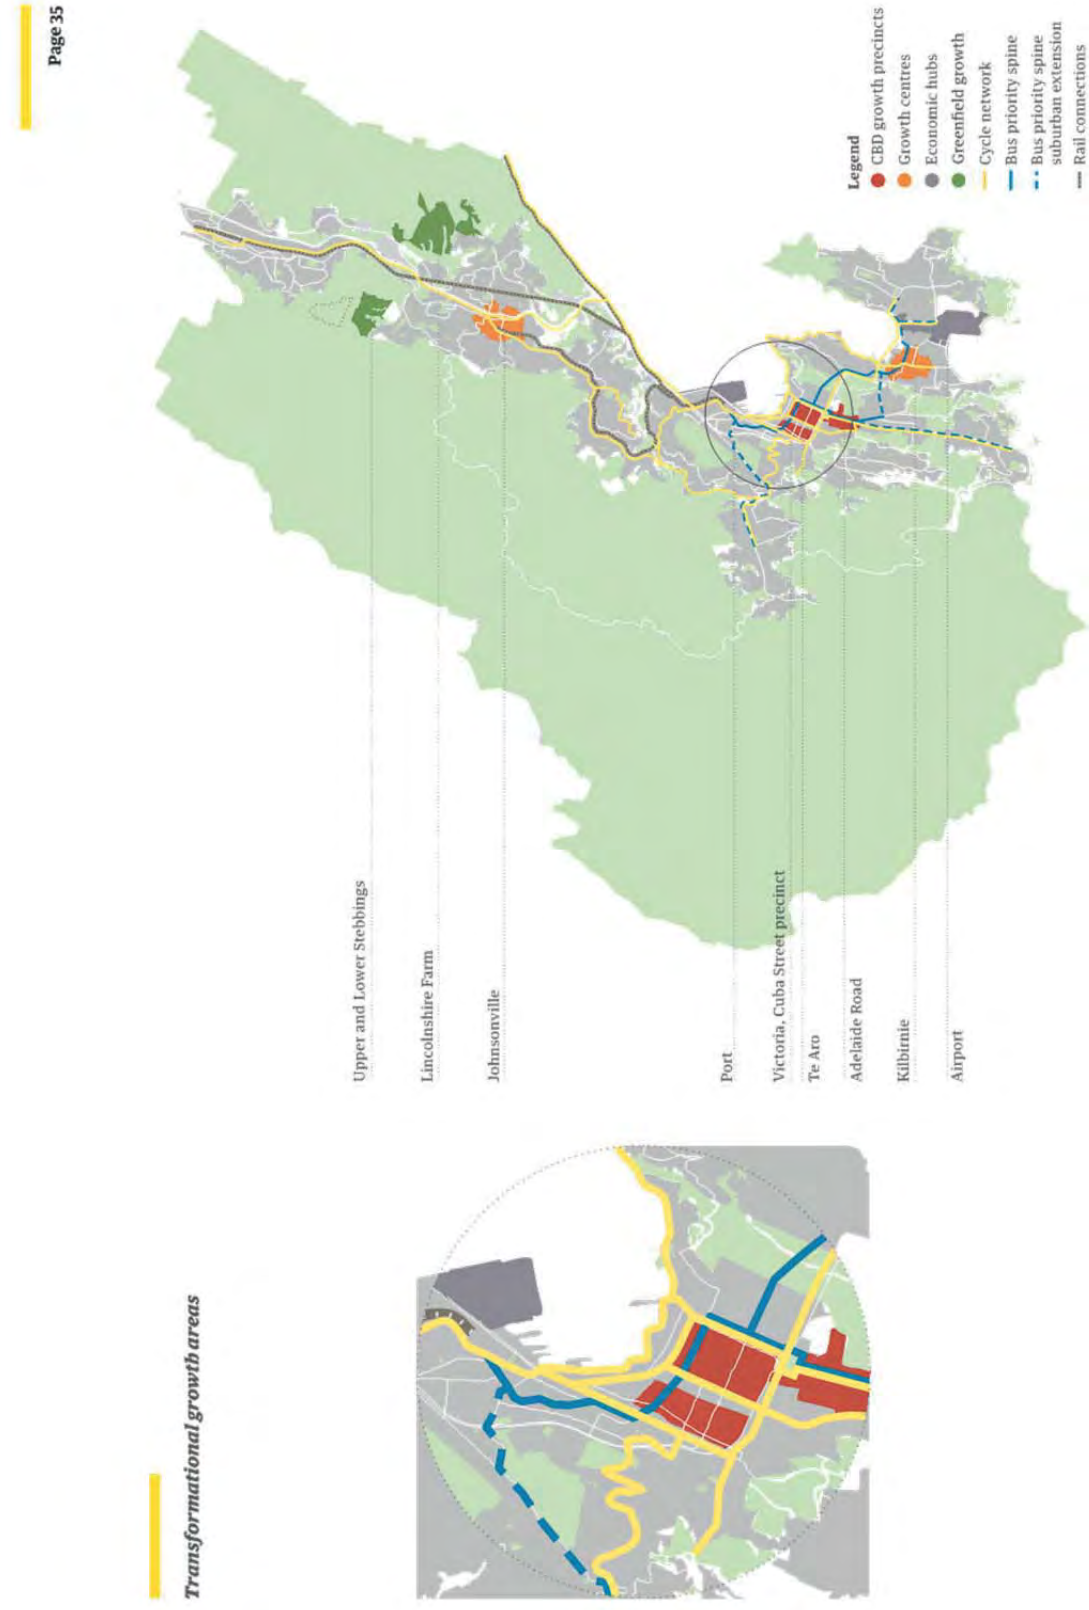 Page 35
Transformational growth areas
Upper and Lower Stebbings
Lincolnshire Farm
Johnsonville
Port
Victoria, Cuba Street precinct
Te Aro
Adelaide Road
Kilbirnie
Airport
Legend
CBD growth precincts
Growth centres
Economic hubs
Greenfield growth
Cycle network
Bus priority spine
Bus priority spine
suburban extension
Rail connections